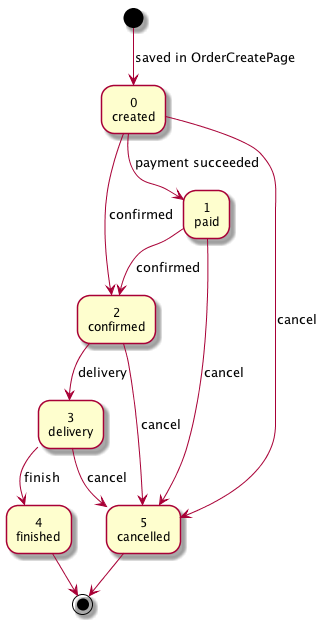 saved in OrderCreatePage
0
created
payment succeeded
1
paid
confirmed
confirmed
2
confirmed
cancel
delivery
cancel
cancel
3
delivery
finish
cancel
4
finished
5
cancelled